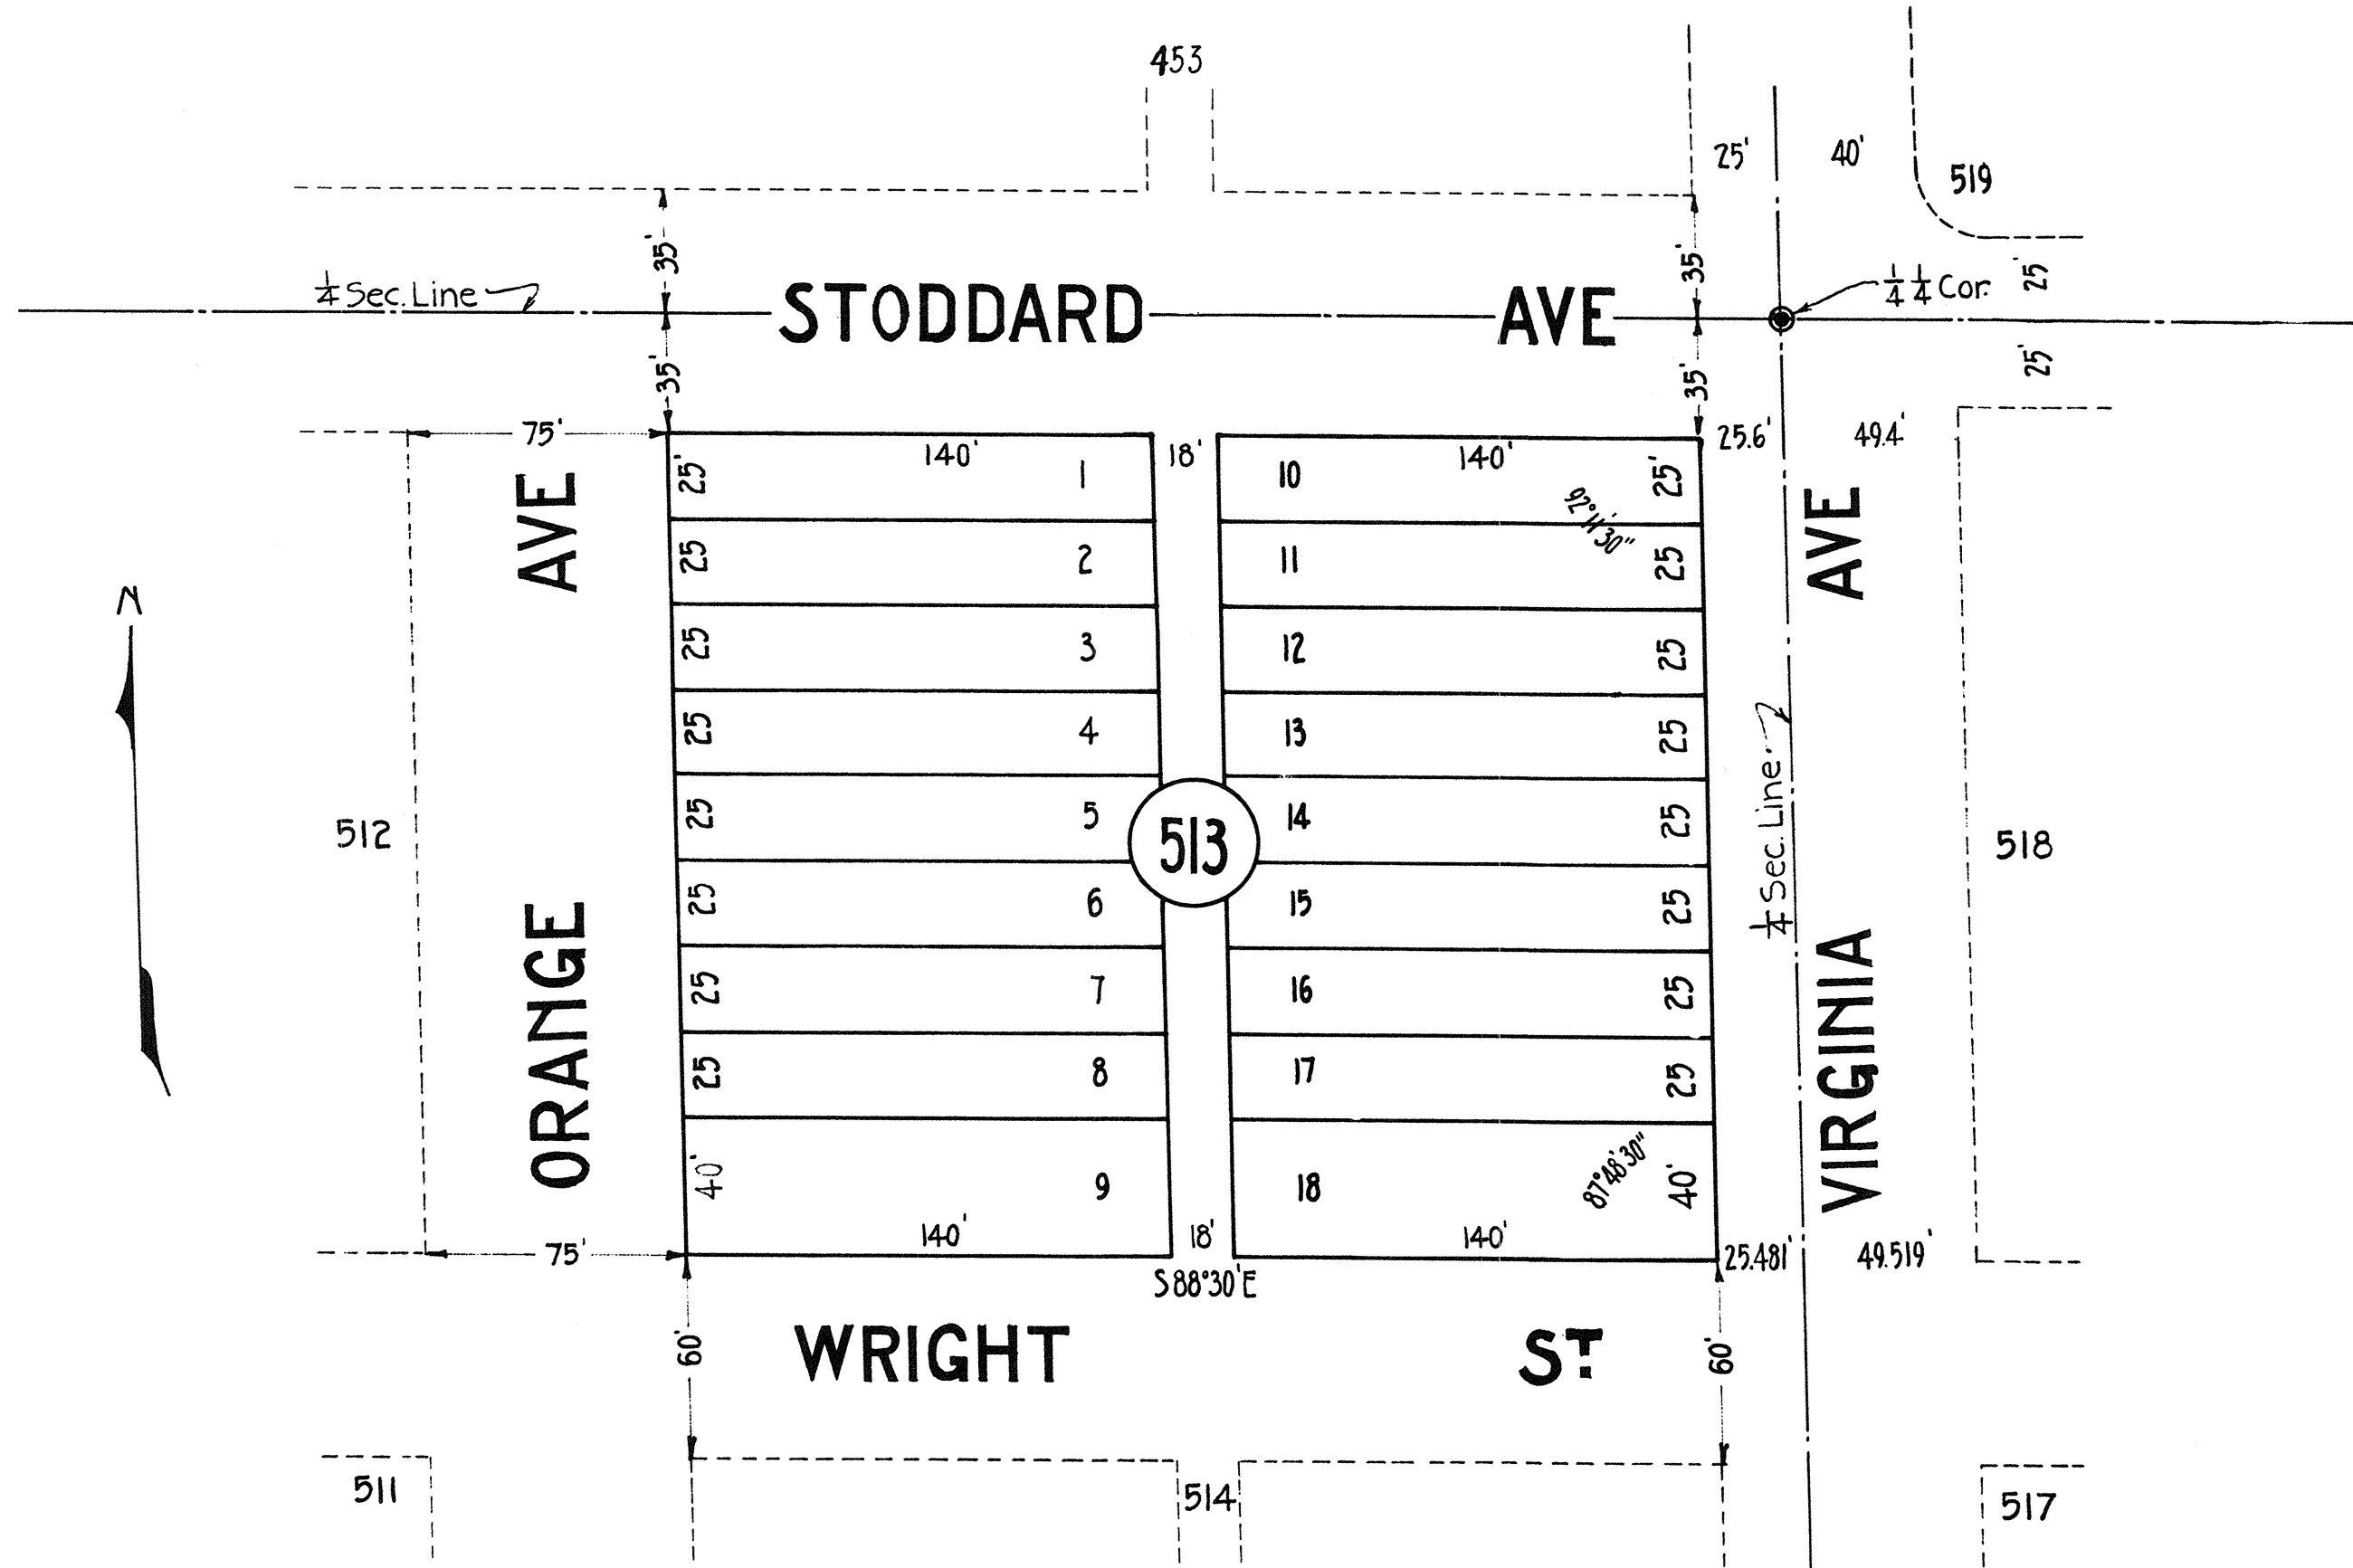 453
25' 40'
519
35' 35'
1/4 Sec. Line
STODDARD AVE
1/4 1/4 Cor.
25'
35' 35'
25'
75'
25.6' 49.4'
140' 18' 140'
25' 1 10 25'
92°11'30"
25 2 11 25
25 3 12 25
25 4 13 25
25 5 14 25
513
25 6 15 25
25 7 16 25
25 8 17 25
87°48'30"
40' 9 18 40'
140' 18' 140'
75'
25.481' 49.519'
S88°30'E
ORANGE AVE
VIRGINIA AVE
1/4 Sec. Line
512
518
N
60' 60'
WRIGHT ST.
511
514
517